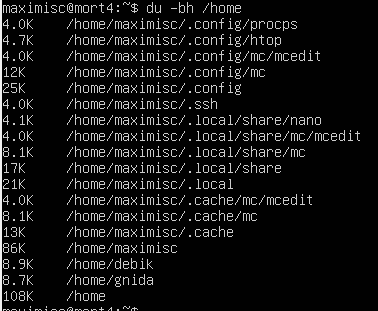 maximisc@mort4:~$ du -bh /home
4.0K /home/maximisc/.config/procps
4.7K /home/maximisc/.config/htop
4.0K /home/maximisc/.config/mc/mcedit
12K /home/maximisc/.config/mc
25K /home/maximisc/.config
4.0K /home/maximisc/.ssh
4.1K /home/maximisc/.local/share/nano
4.0K /home/maximisc/.local/share/mc/mcedit
8.1K /home/maximisc/.local/share/mc
17K /home/maximisc/.local/share
21K /home/maximisc/.local
4.0K /home/maximisc/.cache/mc/mcedit
8.1K /home/maximisc/.cache/mc
13K /home/maximisc/.cache
86K /home/maximisc
8.9K /home/debik
8.7K /home/gnida
108K /home
maximisc@mort4:~$